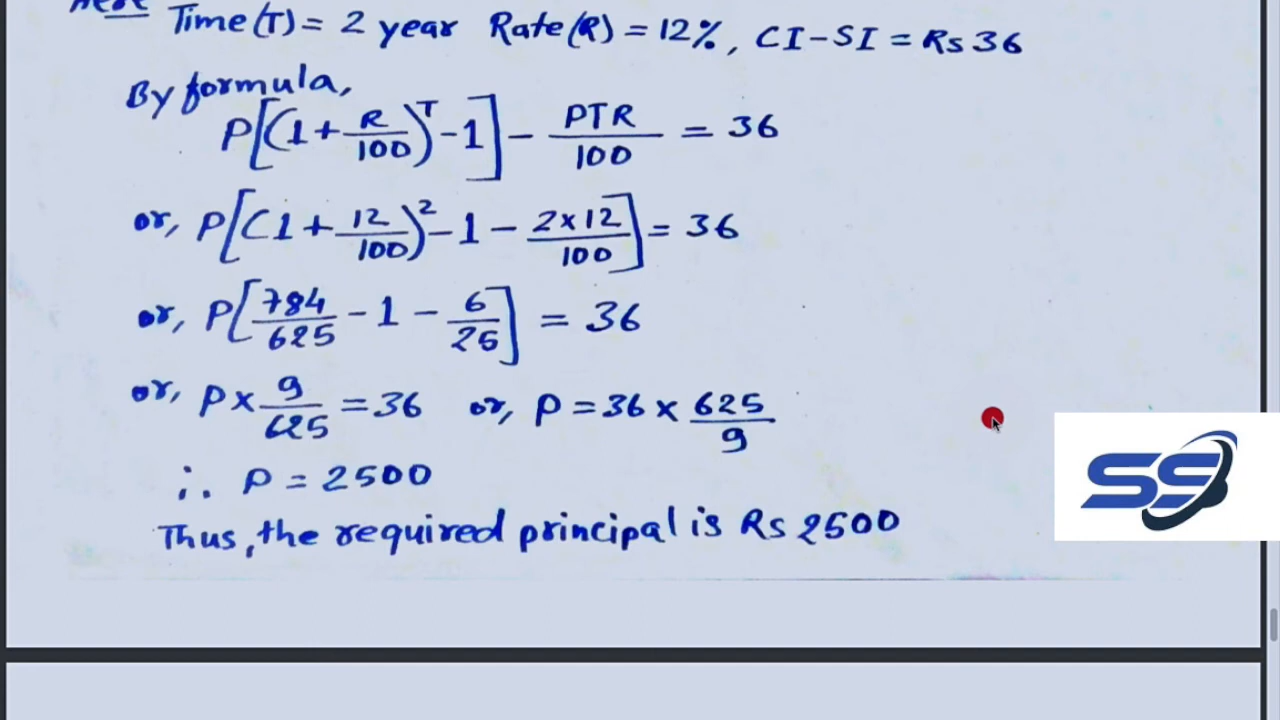 Here Time (T) = 2 year Rate (R) = 12%, CI-SI = Rs 36
By formula,
P[(1+R/100)^T -1] - PTR/100 = 36
or, P[(1+12/100)^2 -1 - 2×12/100] = 36
or, P[784/625 -1 - 6/25] = 36
or, P × 9/625 = 36 or, P = 36 × 625/9
∴ P = 2500
Thus, the required principal is Rs 2500
SS